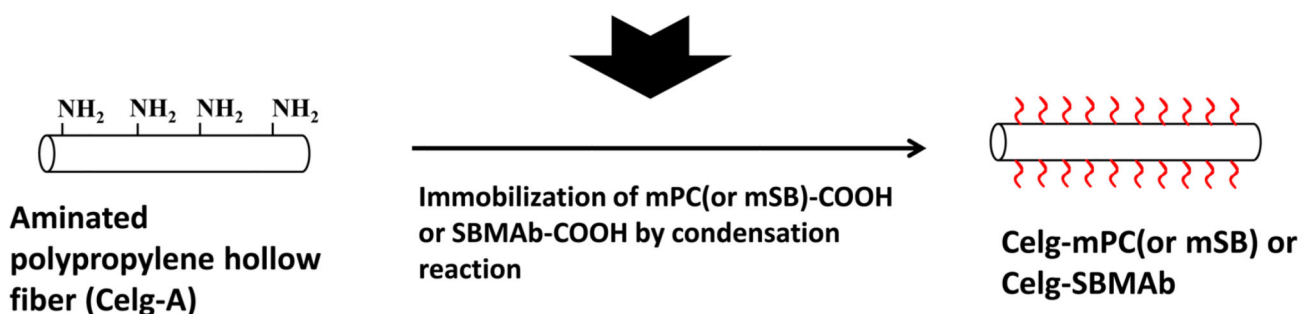 NH₂ NH₂ NH₂ NH₂
Aminated
polypropylene hollow
fiber (Celg-A)
Immobilization of mPC(or mSB)-COOH
or SBMAb-COOH by condensation
reaction
Celg-mPC(or mSB) or
Celg-SBMAb